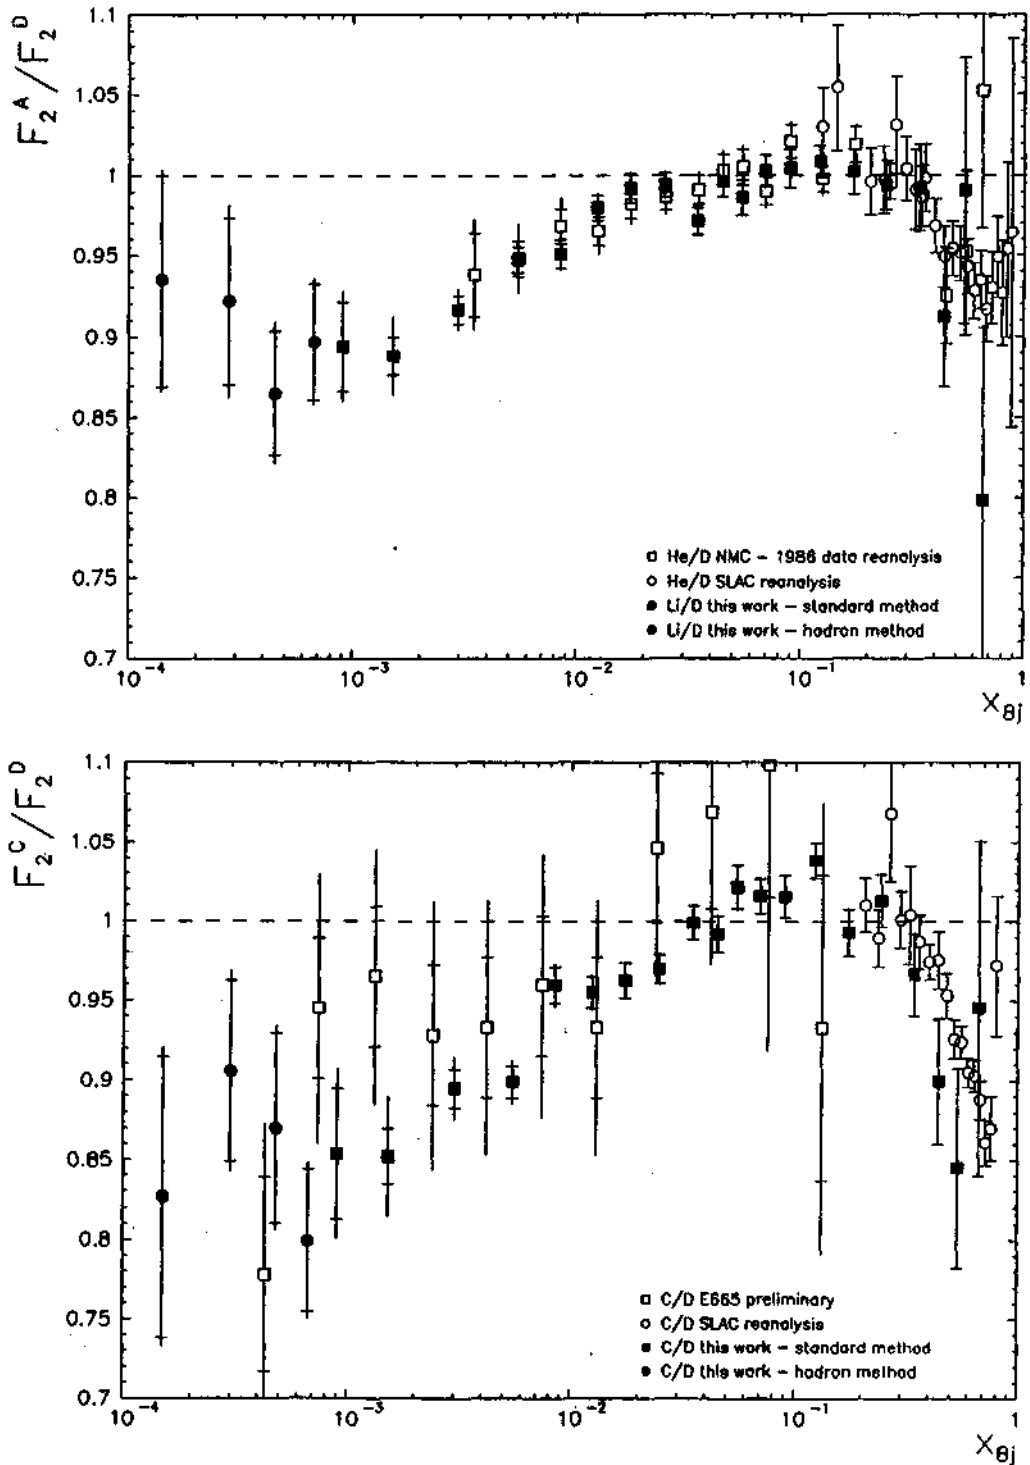 F₂ᴬ/F₂ᴰ
1.1
1.05
1
0.95
0.9
0.85
0.8
0.75
0.7
□ He/D NMC – 1986 data reanalysis
○ He/D SLAC reanalysis
● Li/D this work – standard method
● Li/D this work – hadron method
10⁻⁴ 10⁻³ 10⁻² 10⁻¹ 1
X_Bj
F₂ᶜ/F₂ᴰ
1.1
1.05
1
0.95
0.9
0.85
0.8
0.75
0.7
□ C/D E665 preliminary
○ C/D SLAC reanalysis
■ C/D this work – standard method
● C/D this work – hadron method
10⁻⁴ 10⁻³ 10⁻² 10⁻¹ 1
X_Bj